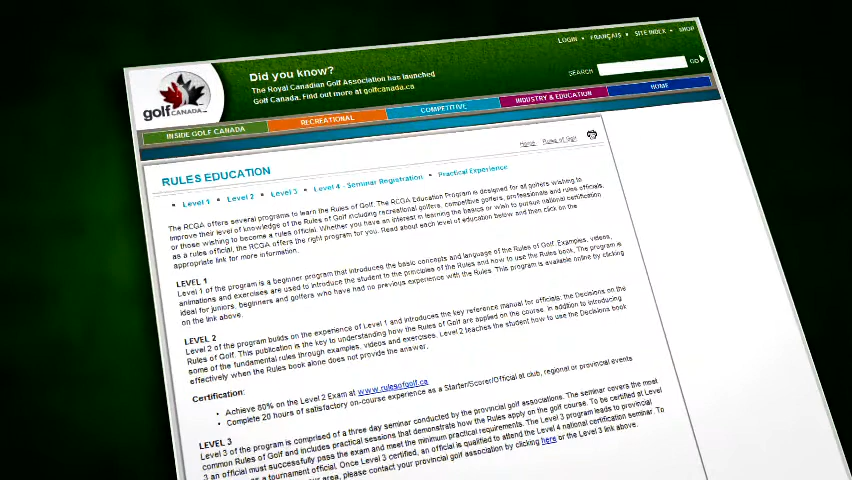 LOGIN • FRANÇAIS • SITE INDEX • SHOP
Did you know?
The Royal Canadian Golf Association has launched
Golf Canada. Find out more at golfcanada.ca
SEARCH GO
golf CANADA
INSIDE GOLF CANADA RECREATIONAL COMPETITIVE INDUSTRY & EDUCATION HOME
Home Rules of Golf
RULES EDUCATION
Level 1 Level 2 Level 3 Level 4 - Seminar Registration Practical Experience
The RCGA offers several programs to learn the Rules of Golf. The RCGA Education Program is designed for all golfers wishing to
improve their level of knowledge of the Rules of Golf including recreational golfers, competitive golfers, professionals and rules officials,
or those wishing to become a rules official. Whether you have an interest in learning the basics or wish to pursue national certification
as a rules official, the RCGA offers the right program for you. Read about each level of education below and then click on the
appropriate link for more information.
LEVEL 1
Level 1 of the program is a beginner program that introduces the basic concepts and language of the Rules of Golf. Examples, videos,
animations and exercises are used to introduce the student to the principles of the Rules and how to use the Rules book. The program is
ideal for juniors, beginners and golfers who have had no previous experience with the Rules. This program is available online by clicking
on the link above.
LEVEL 2
Level 2 of the program builds on the experience of Level 1 and introduces the key reference manual for officials; the Decisions on the
Rules of Golf. This publication is the key to understanding how the Rules of Golf are applied on the course. In addition to introducing
some of the fundamental rules through examples, videos and exercises, Level 2 teaches the student how to use the Decisions book
effectively when the Rules book alone does not provide the answer.
Certification:
• Achieve 80% on the Level 2 Exam at www.rulesofgolf.ca
• Complete 20 hours of satisfactory on-course experience as a Starter/Scorer/Official at club, regional or provincial events
LEVEL 3
Level 3 of the program is comprised of a three day seminar conducted by the provincial golf associations. The seminar covers the most
common Rules of Golf and includes practical sessions that demonstrate how the Rules apply on the golf course. To be certified at Level
3 an official must successfully pass the exam and meet the minimum practical requirements. The Level 3 program leads to provincial
as a tournament official. Once Level 3 certified, an official is qualified to attend the Level 4 national certification seminar. To
our area, please contact your provincial golf association by clicking here or the Level 3 link above.